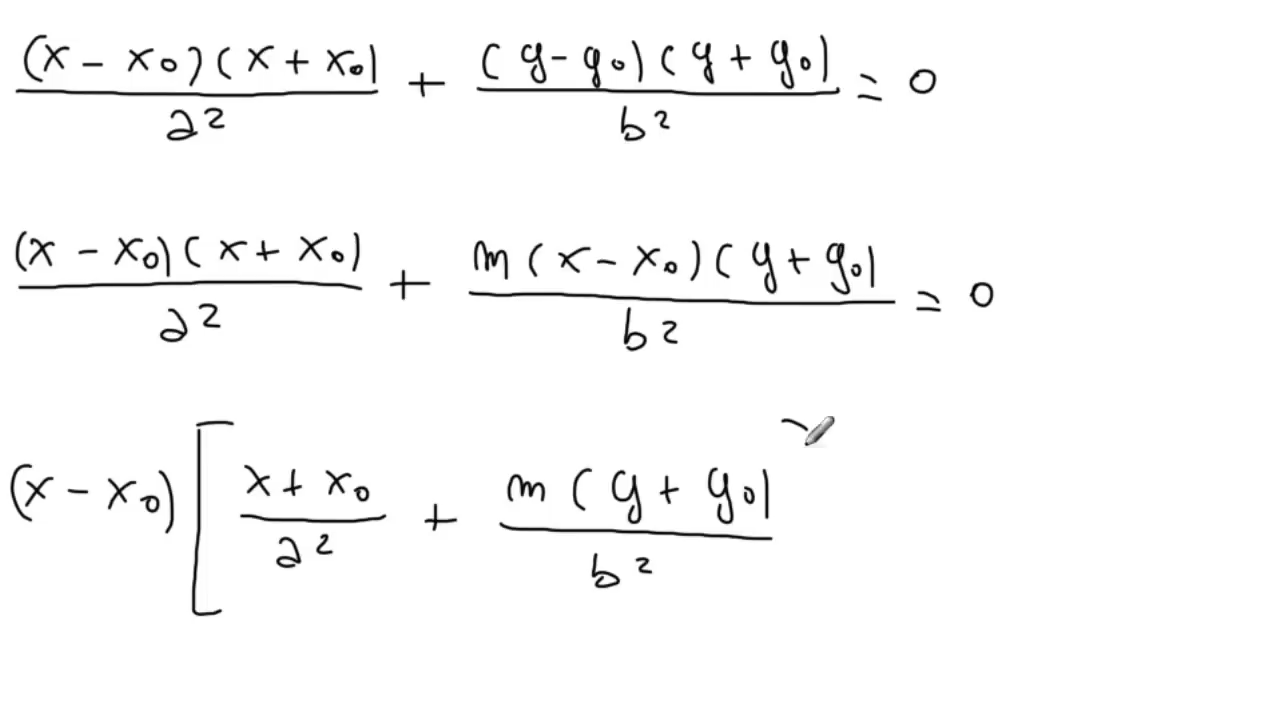 (x - x₀)(x + x₀)/a² + (y - y₀)(y + y₀)/b² = 0
(x - x₀)(x + x₀)/a² + m(x - x₀)(y + y₀)/b² = 0
(x - x₀)[(x + x₀)/a² + m(y + y₀)/b²